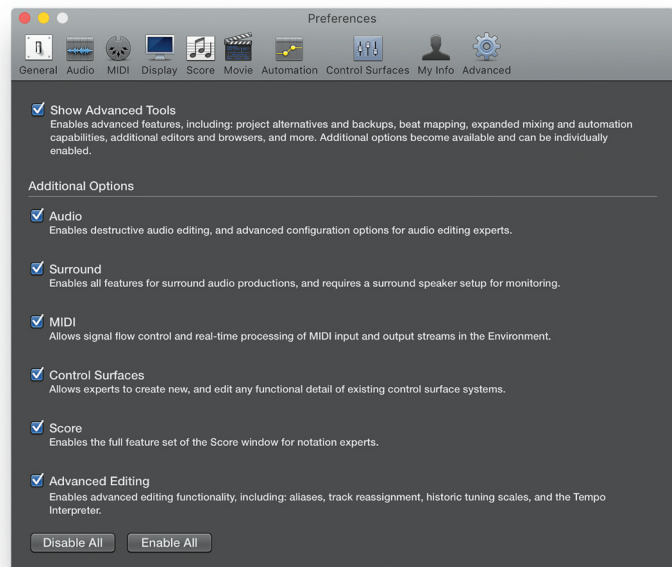 Preferences
General Audio MIDI Display Score Movie Automation Control Surfaces My Info Advanced
Show Advanced Tools
Enables advanced features, including: project alternatives and backups, beat mapping, expanded mixing and automation
capabilities, additional editors and browsers, and more. Additional options become available and can be individually
enabled.
Additional Options
Audio
Enables destructive audio editing, and advanced configuration options for audio editing experts.
Surround
Enables all features for surround audio productions, and requires a surround speaker setup for monitoring.
MIDI
Allows signal flow control and real-time processing of MIDI input and output streams in the Environment.
Control Surfaces
Allows experts to create new, and edit any functional detail of existing control surface systems.
Score
Enables the full feature set of the Score window for notation experts.
Advanced Editing
Enables advanced editing functionality, including: aliases, track reassignment, historic tuning scales, and the Tempo
Interpreter.
Disable All Enable All